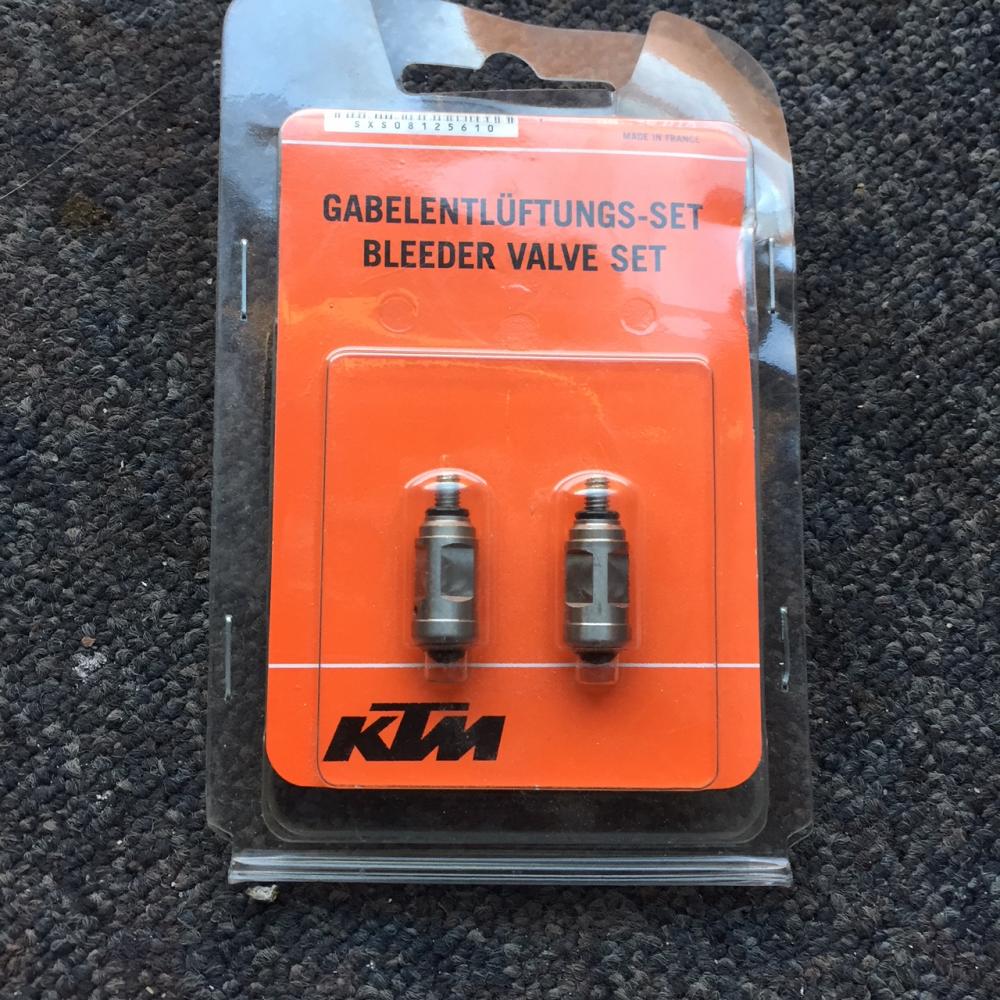 SXS08125610
MADE IN FRANCE
GABELENTLÜFTUNGS-SET
BLEEDER VALVE SET
KTM